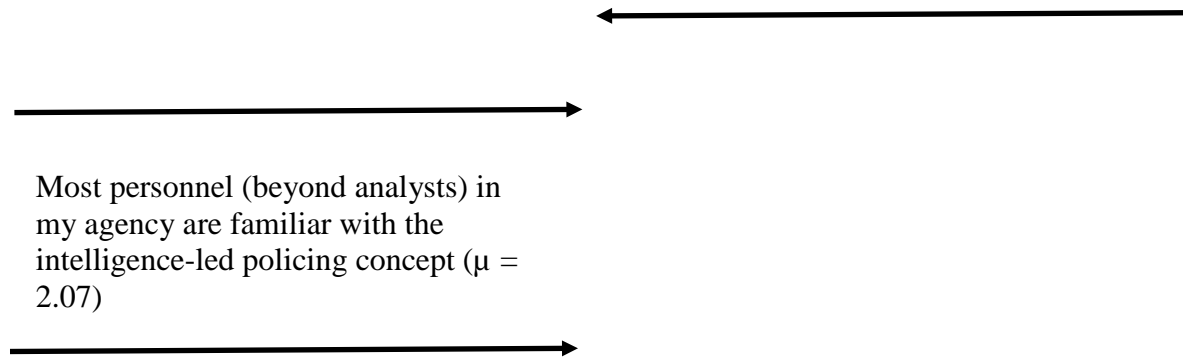 Most personnel (beyond analysts) in
my agency are familiar with the
intelligence-led policing concept (μ =
2.07)